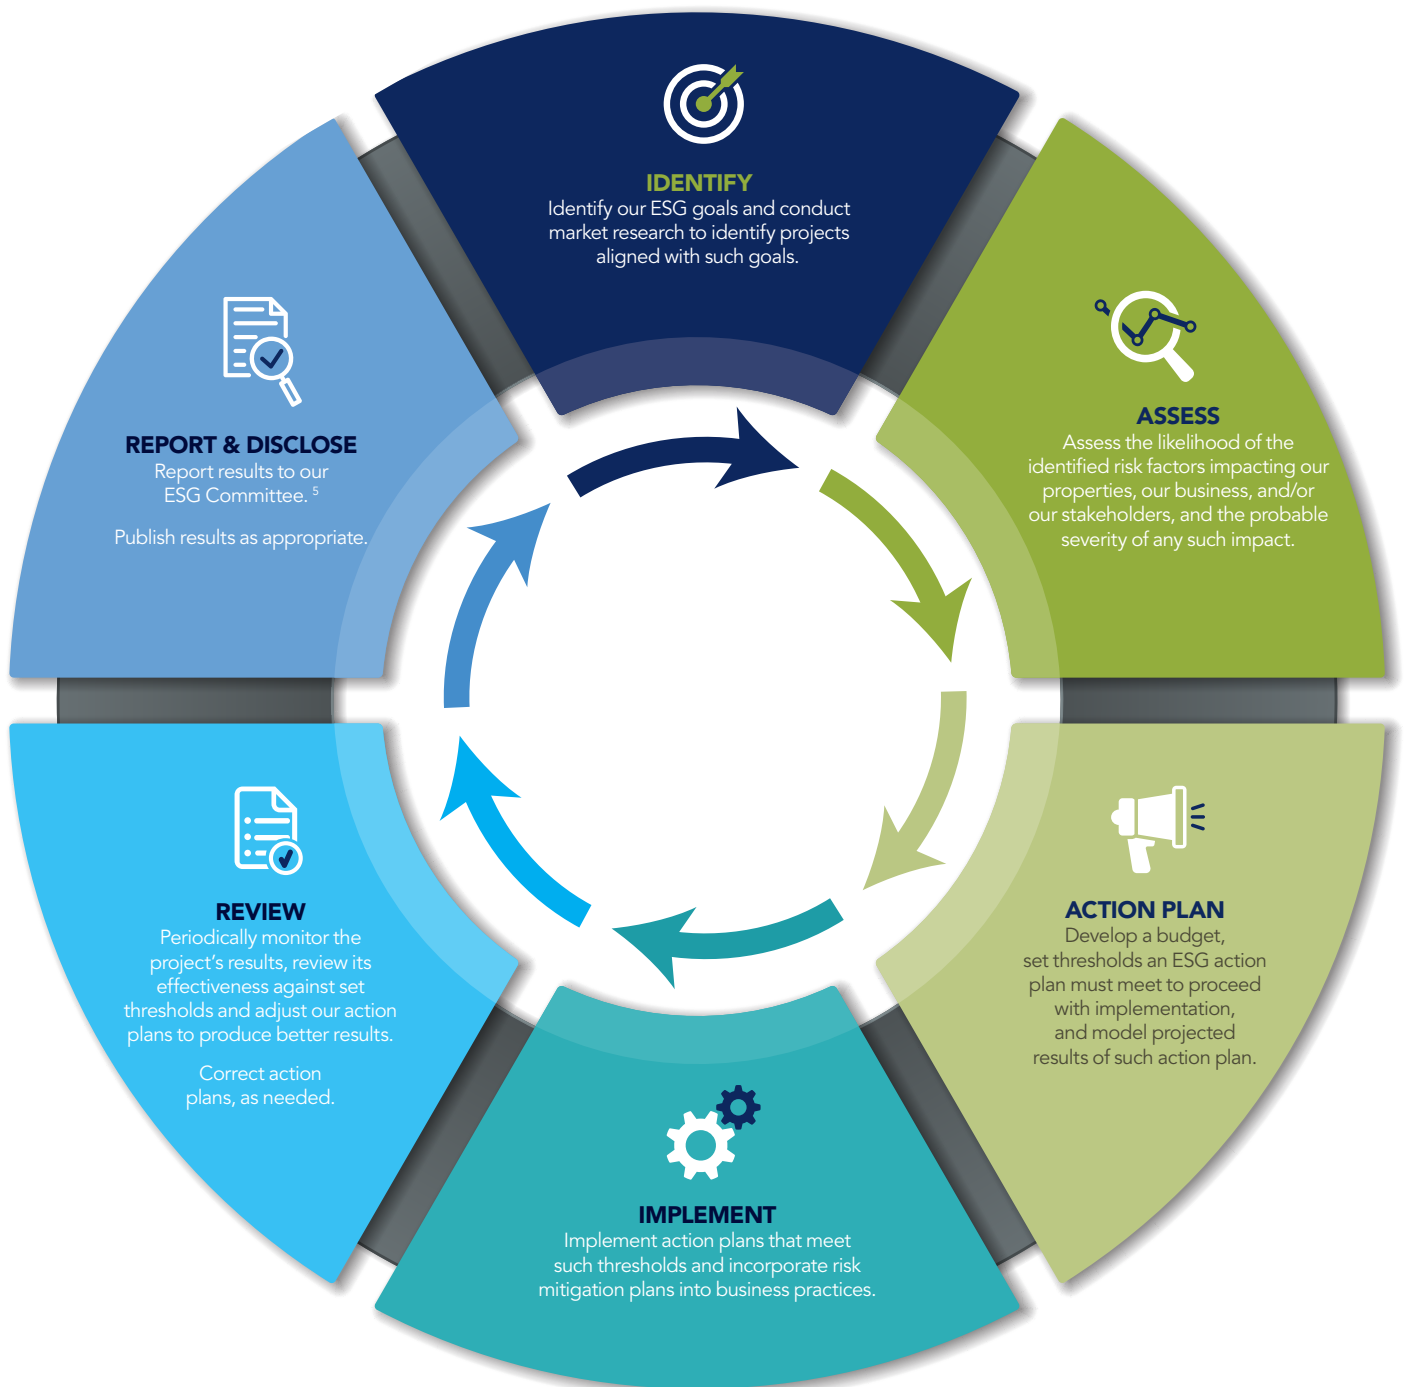 IDENTIFY
Identify our ESG goals and conduct
market research to identify projects
aligned with such goals.
ASSESS
Assess the likelihood of the
identified risk factors impacting our
properties, our business, and/or
our stakeholders, and the probable
severity of any such impact.
ACTION PLAN
Develop a budget,
set thresholds an ESG action
plan must meet to proceed
with implementation,
and model projected
results of such action plan.
IMPLEMENT
Implement action plans that meet
such thresholds and incorporate risk
mitigation plans into business practices.
REVIEW
Periodically monitor the
project’s results, review its
effectiveness against set
thresholds and adjust our action
plans to produce better results.
Correct action
plans, as needed.
REPORT & DISCLOSE
Report results to our
ESG Committee. 5
Publish results as appropriate.